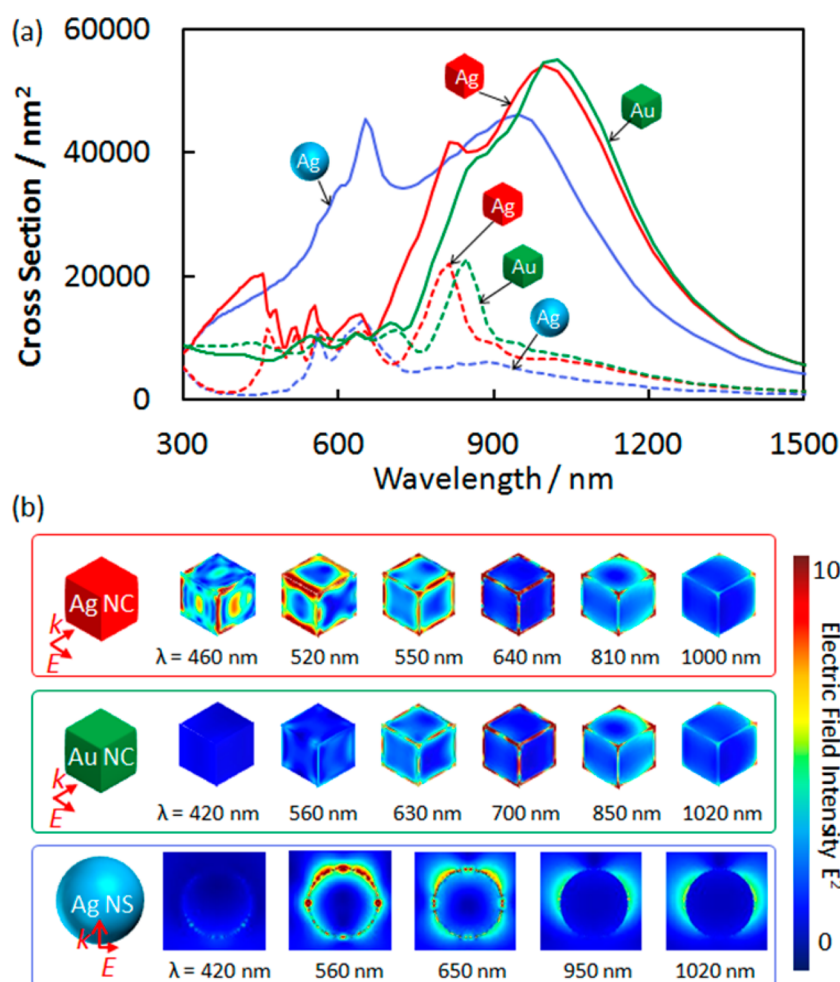 (a)
60000
40000
20000
0
Cross Section / nm²
Ag
Ag
Au
Ag
Au
Ag
300 600 900 1200 1500
Wavelength / nm
(b)
Ag NC
k
E
λ = 460 nm 520 nm 550 nm 640 nm 810 nm 1000 nm
Au NC
k
E
λ = 420 nm 560 nm 630 nm 700 nm 850 nm 1020 nm
Ag NS
k
E
λ = 420 nm 560 nm 650 nm 950 nm 1020 nm
10
Electric Field Intensity E²
0